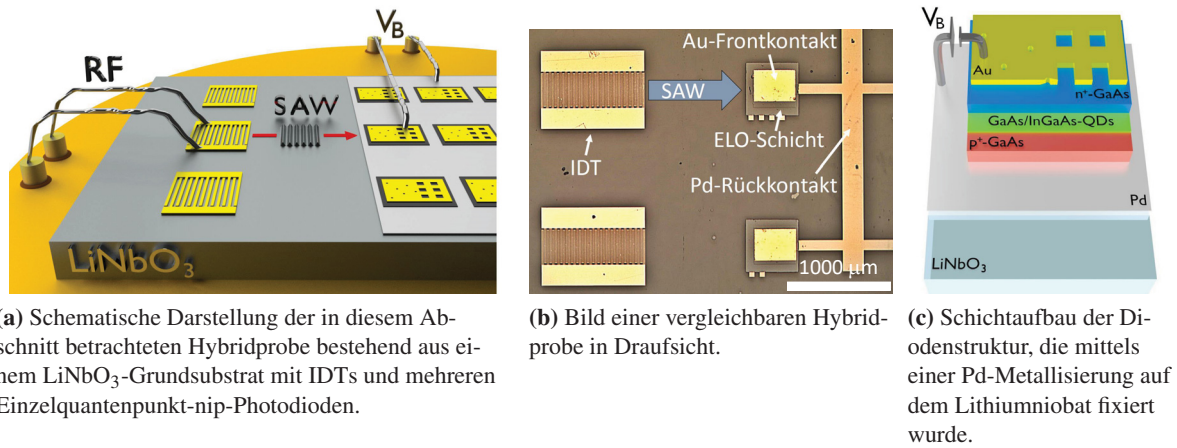 RF
V_B
SAW
LiNbO₃
Au-Frontkontakt
SAW
ELO-Schicht
IDT
Pd-Rückkontakt
1000 µm
V_B
Au
n⁺-GaAs
GaAs/InGaAs-QDs
p⁺-GaAs
Pd
LiNbO₃
(a) Schematische Darstellung der in diesem Ab-
schnitt betrachteten Hybridprobe bestehend aus ei-
nem LiNbO₃-Grundsubstrat mit IDTs und mehreren
Einzelquantenpunkt-nip-Photodioden.
(b) Bild einer vergleichbaren Hybrid-
probe in Draufsicht.
(c) Schichtaufbau der Di-
odenstruktur, die mittels
einer Pd-Metallisierung auf
dem Lithiumniobat fixiert
wurde.